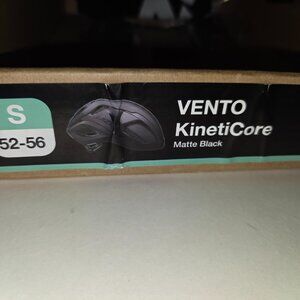 S
52-56
VENTO
KinetiCore
Matte Black